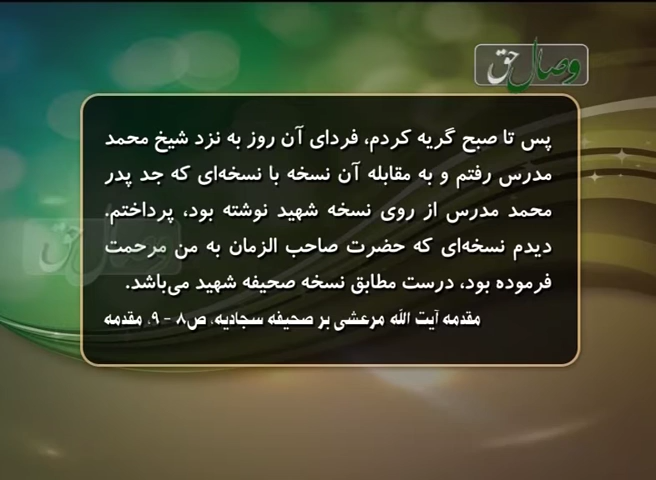 وصال حق
پس تا صبح گریه کردم، فردای آن روز به نزد شیخ محمد
مدرس رفتم و به مقابله آن نسخه با نسخه‌ای که جد پدر
محمد مدرس از روی نسخه شهید نوشته بود، پرداختم.
دیدم نسخه‌ای که حضرت صاحب الزمان به من مرحمت
فرموده بود، درست مطابق نسخه صحیفه شهید می‌باشد.
مقدمه آیت الله مرعشی بر صحیفه سجادیه، ص۸ - ۹، مقدمه
وصال حق